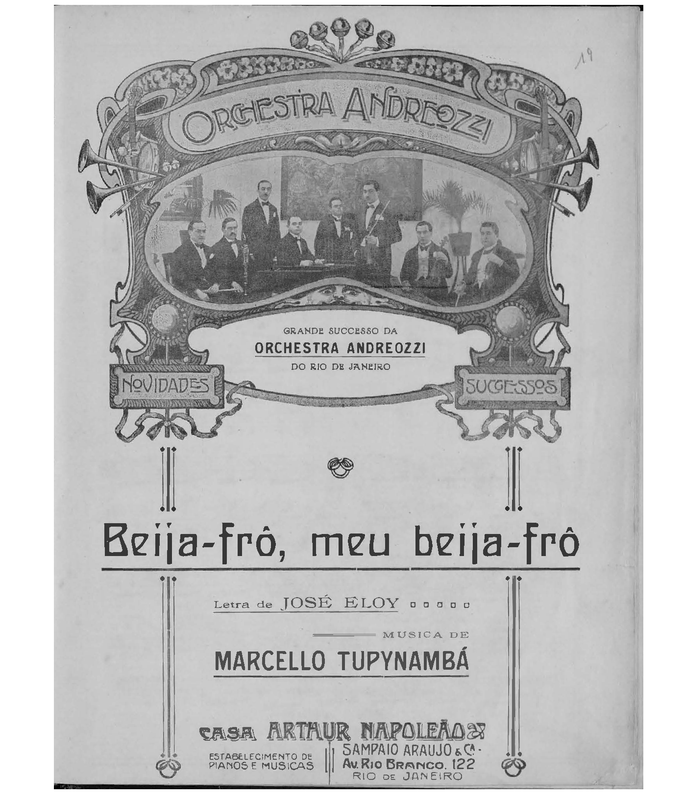 19
ORCHESTRA ANDREOZZI
GRANDE SUCCESSO DA
ORCHESTRA ANDREOZZI
DO RIO DE JANEIRO
NOVIDADES
SUCCESSOS
Beija-frô, meu beija-frô
Letra de JOSÉ ELOY
MUSICA DE
MARCELLO TUPYNAMBÁ
CASA ARTHUR NAPOLEÃO
ESTABELECIMENTO DE
PIANOS E MUSICAS
SAMPAIO ARAUJO & Cª.
Av. RIO BRANCO. 122
RIO DE JANEIRO